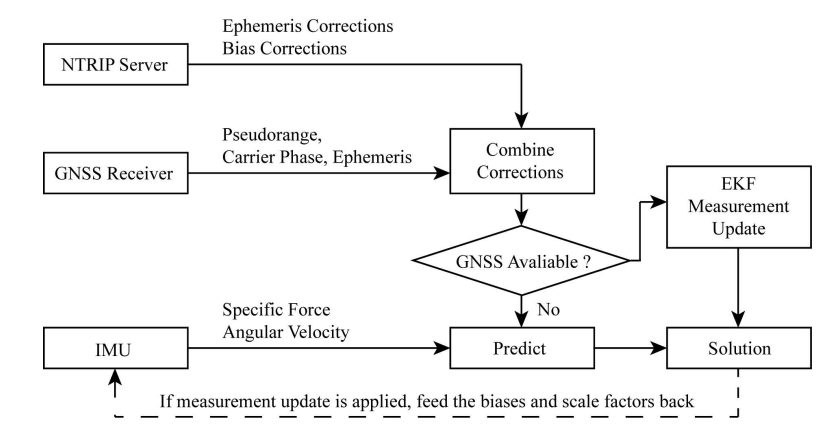 Ephemeris Corrections
Bias Corrections
NTRIP Server
Pseudorange,
Carrier Phase, Ephemeris
GNSS Receiver
Combine
Corrections
EKF
Measurement
Update
GNSS Avaliable ?
No
Specific Force
Angular Velocity
IMU
Predict
Solution
If measurement update is applied, feed the biases and scale factors back